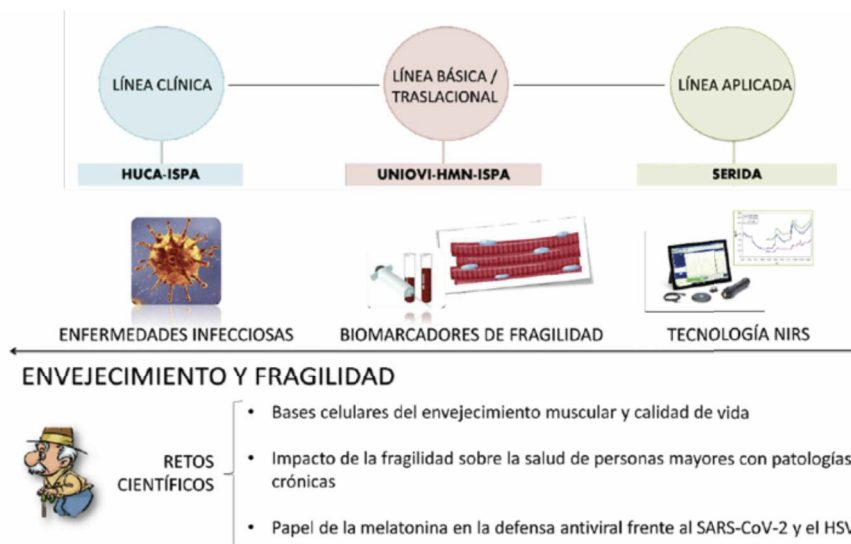 LÍNEA CLÍNICA
LÍNEA BÁSICA /
TRASLACIONAL
LÍNEA APLICADA
HUCA-ISPA
UNIOVI-HMN-ISPA
SERIDA
ENFERMEDADES INFECCIOSAS
BIOMARCADORES DE FRAGILIDAD
TECNOLOGÍA NIRS
ENVEJECIMIENTO Y FRAGILIDAD
RETOS
CIENTÍFICOS
• Bases celulares del envejecimiento muscular y calidad de vida
• Impacto de la fragilidad sobre la salud de personas mayores con patologías
crónicas
• Papel de la melatonina en la defensa antiviral frente al SARS-CoV-2 y el HSV